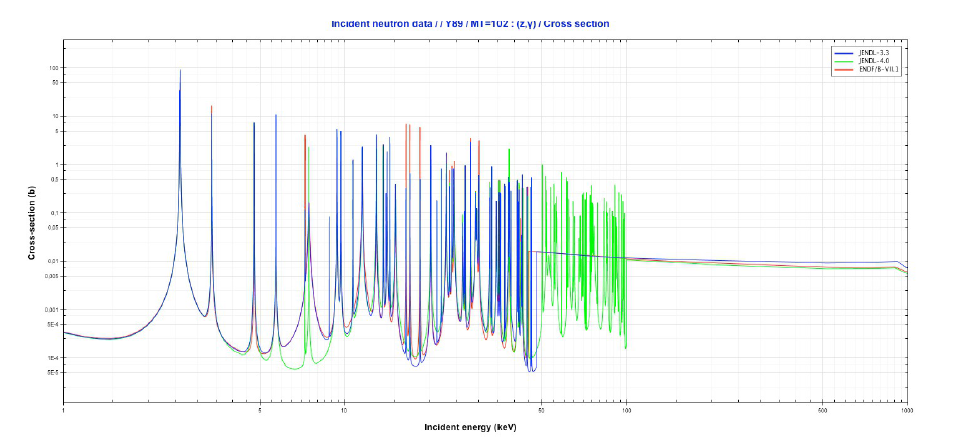 Incident neutron data / / Y89 / MT=102 : (z,γ) / Cross section
JENDL-3.3
JENDL-4.0
ENDF/B-VII.1
Cross-section (b)
100
50
10
5
1
0,5
0,1
0,05
0,01
0,005
0,001
5E-4
1E-4
5E-5
1
5
10
50
100
500
1000
Incident energy (keV)